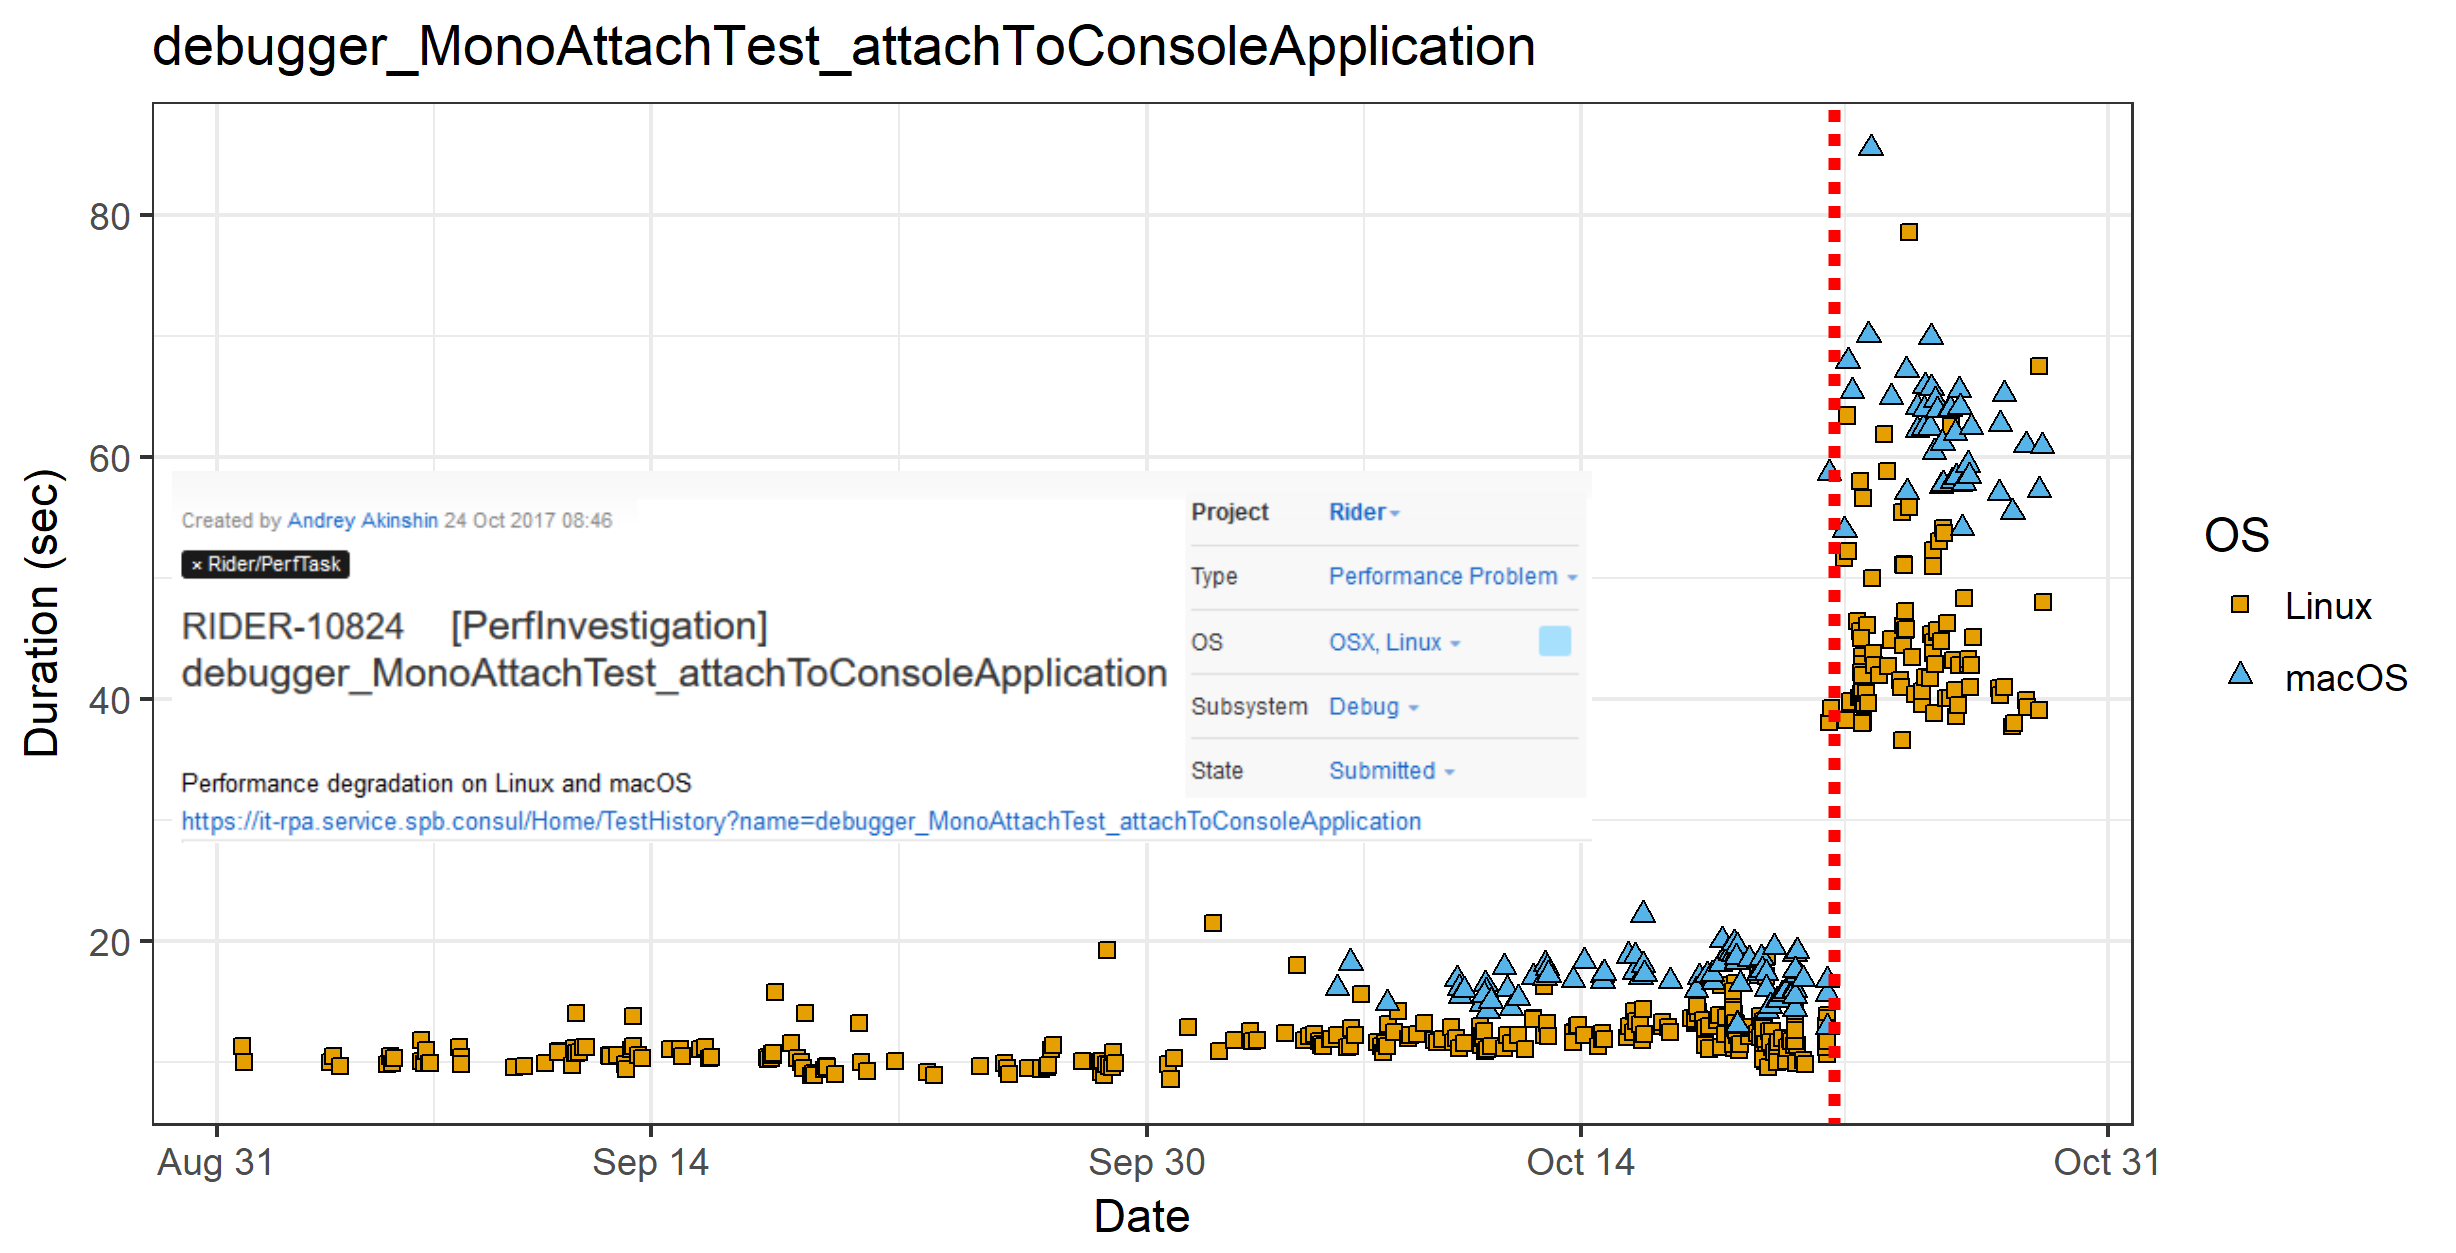 debugger_MonoAttachTest_attachToConsoleApplication
Duration (sec)
80
60
40
20
Created by Andrey Akinshin 24 Oct 2017 08:46
× Rider/PerfTask
RIDER-10824 [PerfInvestigation]
debugger_MonoAttachTest_attachToConsoleApplication
Performance degradation on Linux and macOS
https://it-rpa.service.spb.consul/Home/TestHistory?name=debugger_MonoAttachTest_attachToConsoleApplication
Project Rider
Type Performance Problem
OS OSX, Linux
Subsystem Debug
State Submitted
Aug 31 Sep 14 Sep 30 Oct 14 Oct 31
Date
OS
Linux
macOS